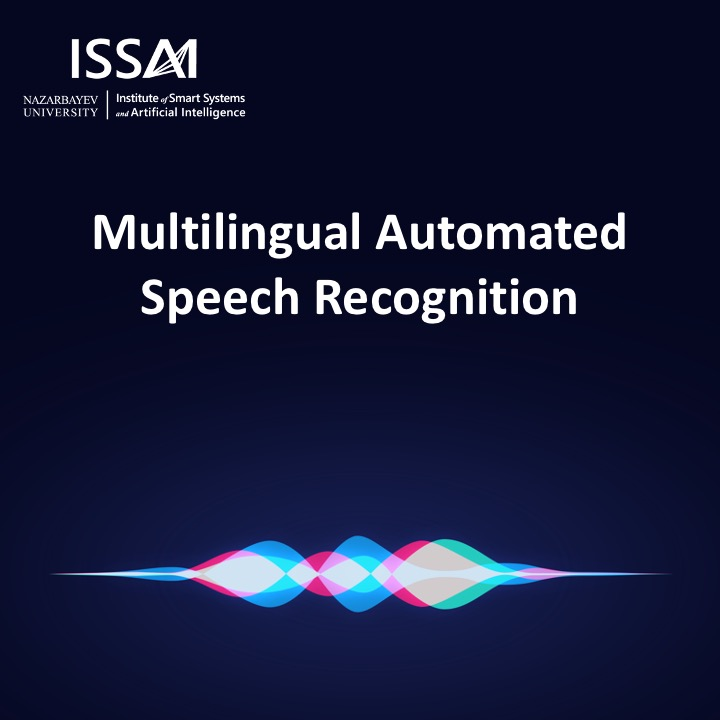 ISSAI
NAZARBAYEV
UNIVERSITY
Institute of Smart Systems
and Artificial Intelligence
Multilingual Automated
Speech Recognition